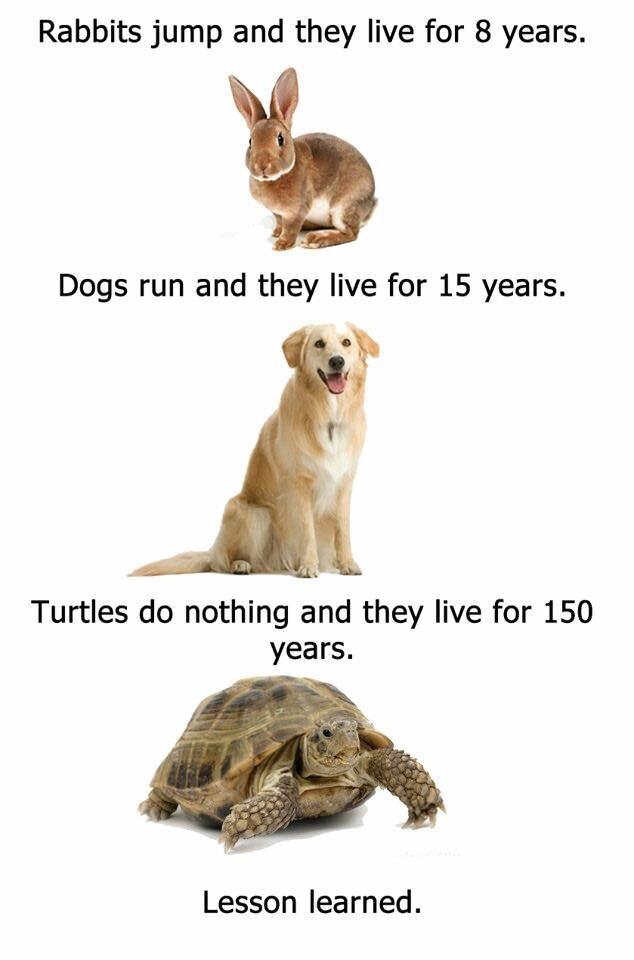 Rabbits jump and they live for 8 years.
Dogs run and they live for 15 years.
Turtles do nothing and they live for 150
years.
Lesson learned.